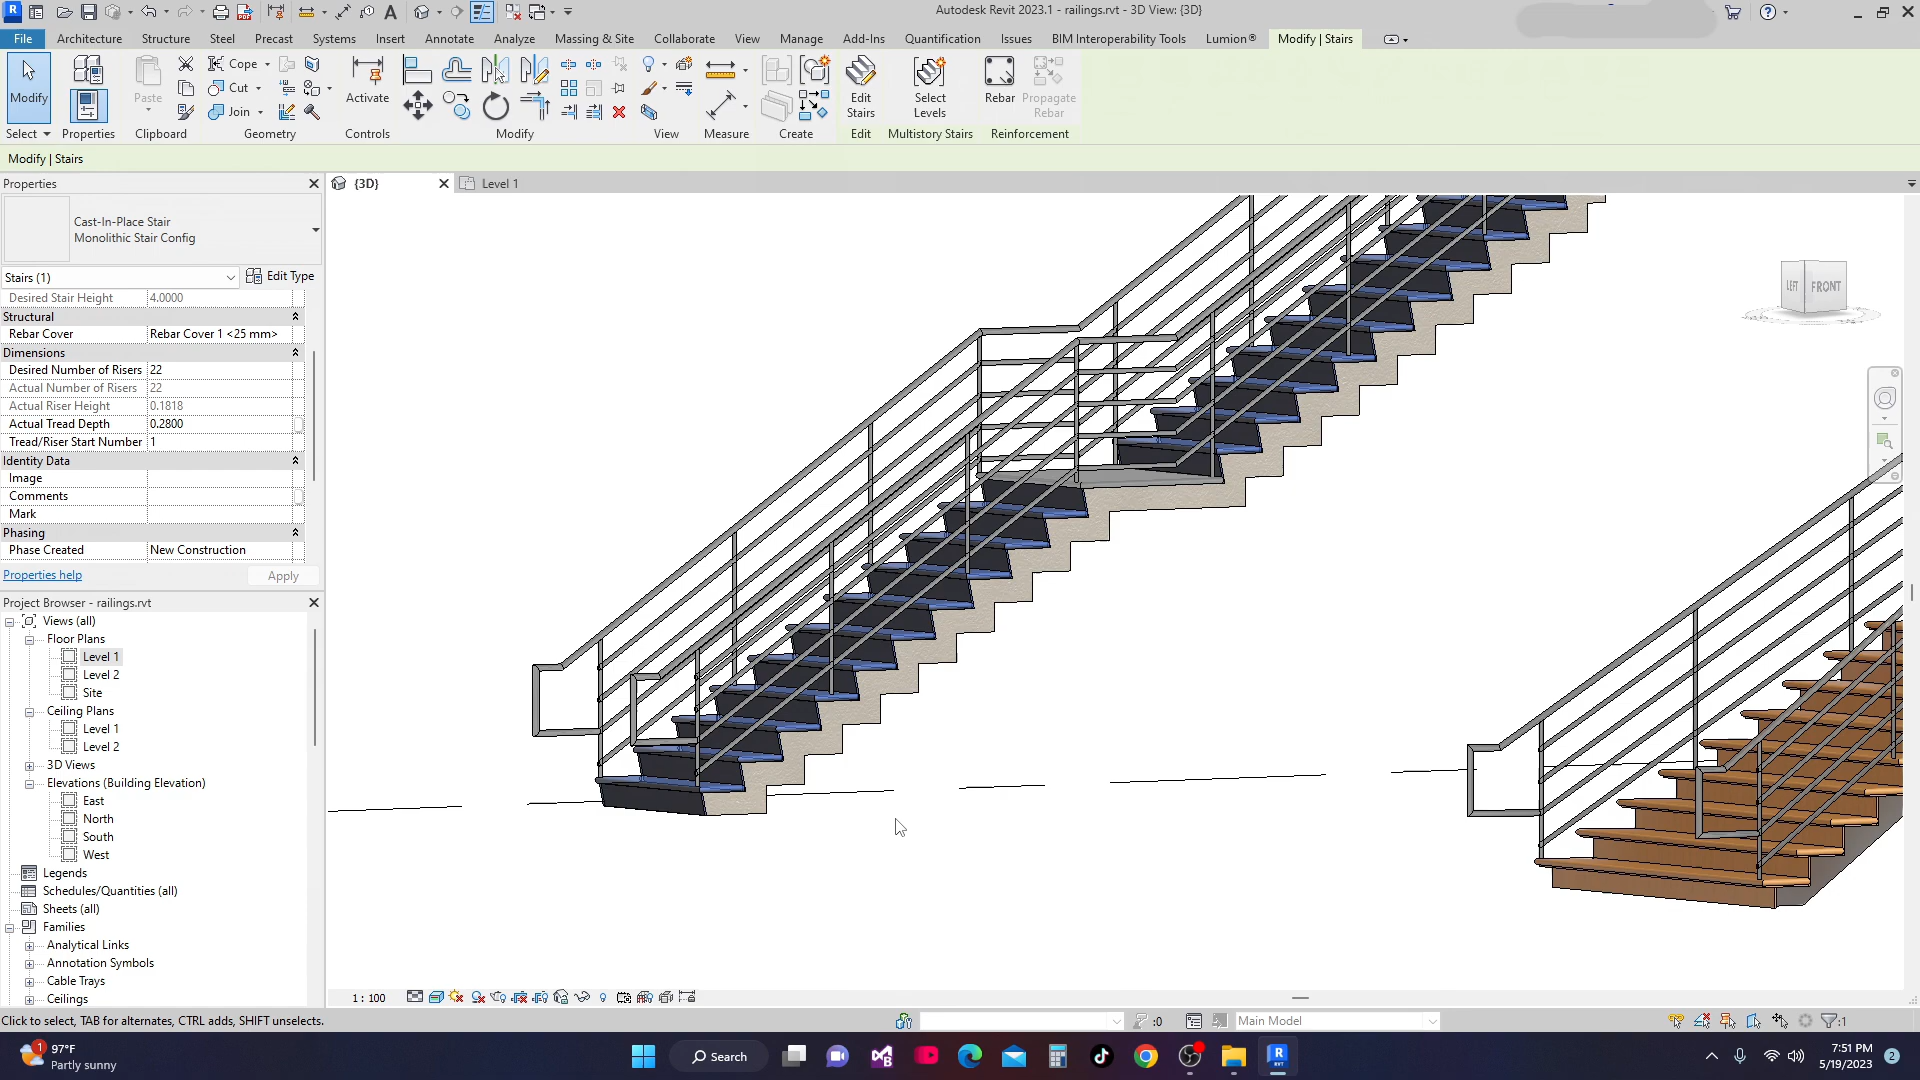 Autodesk Revit 2023.1 - railings.rvt - 3D View: {3D}
File Architecture Structure Steel Precast Systems Insert Annotate Analyze Massing & Site Collaborate View Manage Add-Ins Quantification Issues BIM Interoperability Tools Lumion® Modify | Stairs
Modify
Paste
Cope
Cut
Join
Activate
Edit
Stairs
Select
Levels
Rebar
Propagate
Rebar
Select Properties Clipboard Geometry Controls Modify View Measure Create Edit Multistory Stairs Reinforcement
Modify | Stairs
Properties
{3D}
Level 1
Cast-In-Place Stair
Monolithic Stair Config
Stairs (1)
Edit Type
Desired Stair Height 4.0000
Structural
Rebar Cover Rebar Cover 1 <25 mm>
Dimensions
Desired Number of Risers 22
Actual Number of Risers 22
Actual Riser Height 0.1818
Actual Tread Depth 0.2800
Tread/Riser Start Number 1
Identity Data
Image
Comments
Mark
Phasing
Phase Created New Construction
Properties help
Apply
Project Browser - railings.rvt
Views (all)
Floor Plans
Level 1
Level 2
Site
Ceiling Plans
Level 1
Level 2
3D Views
Elevations (Building Elevation)
East
North
South
West
Legends
Schedules/Quantities (all)
Sheets (all)
Families
Analytical Links
Annotation Symbols
Cable Trays
Ceilings
LEFT FRONT
1 : 100
Click to select, TAB for alternates, CTRL adds, SHIFT unselects.
:0
Main Model
:1
1
97°F
Partly sunny
Search
7:51 PM
5/19/2023
2